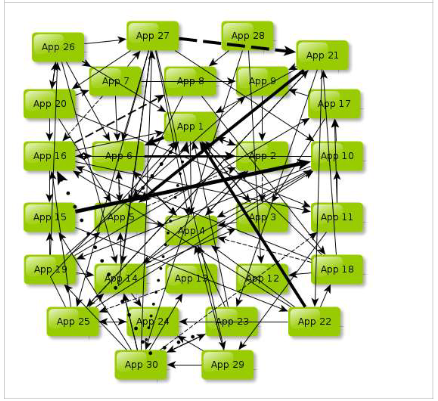 App 27
App 28
App 26
App 21
App 7
App 8
App 9
App 20
App 17
App 1
App 16
App 6
App 2
App 10
App 15
App 5
App 3
App 11
App 4
App 19
App 18
App 14
App 13
App 12
App 25
App 24
App 23
App 22
App 30
App 29